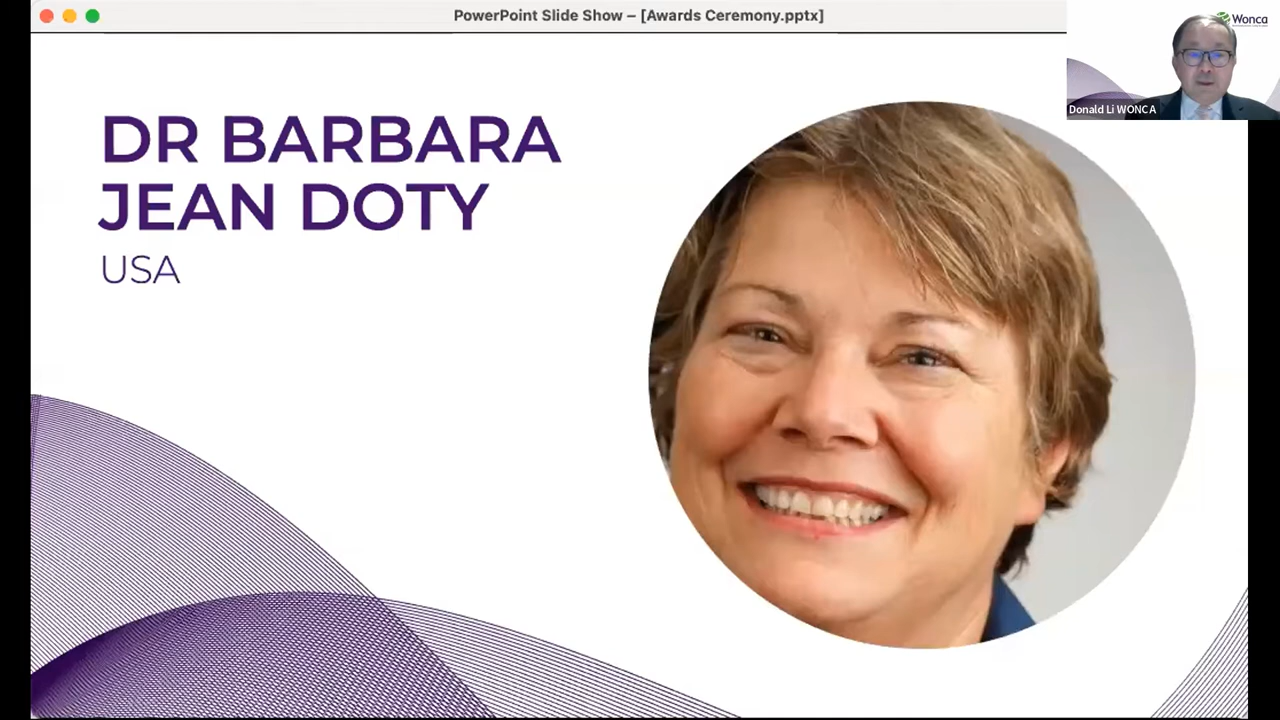 PowerPoint Slide Show – [Awards Ceremony.pptx]
Wonca
Donald Li WONCA
DR BARBARA
JEAN DOTY
USA